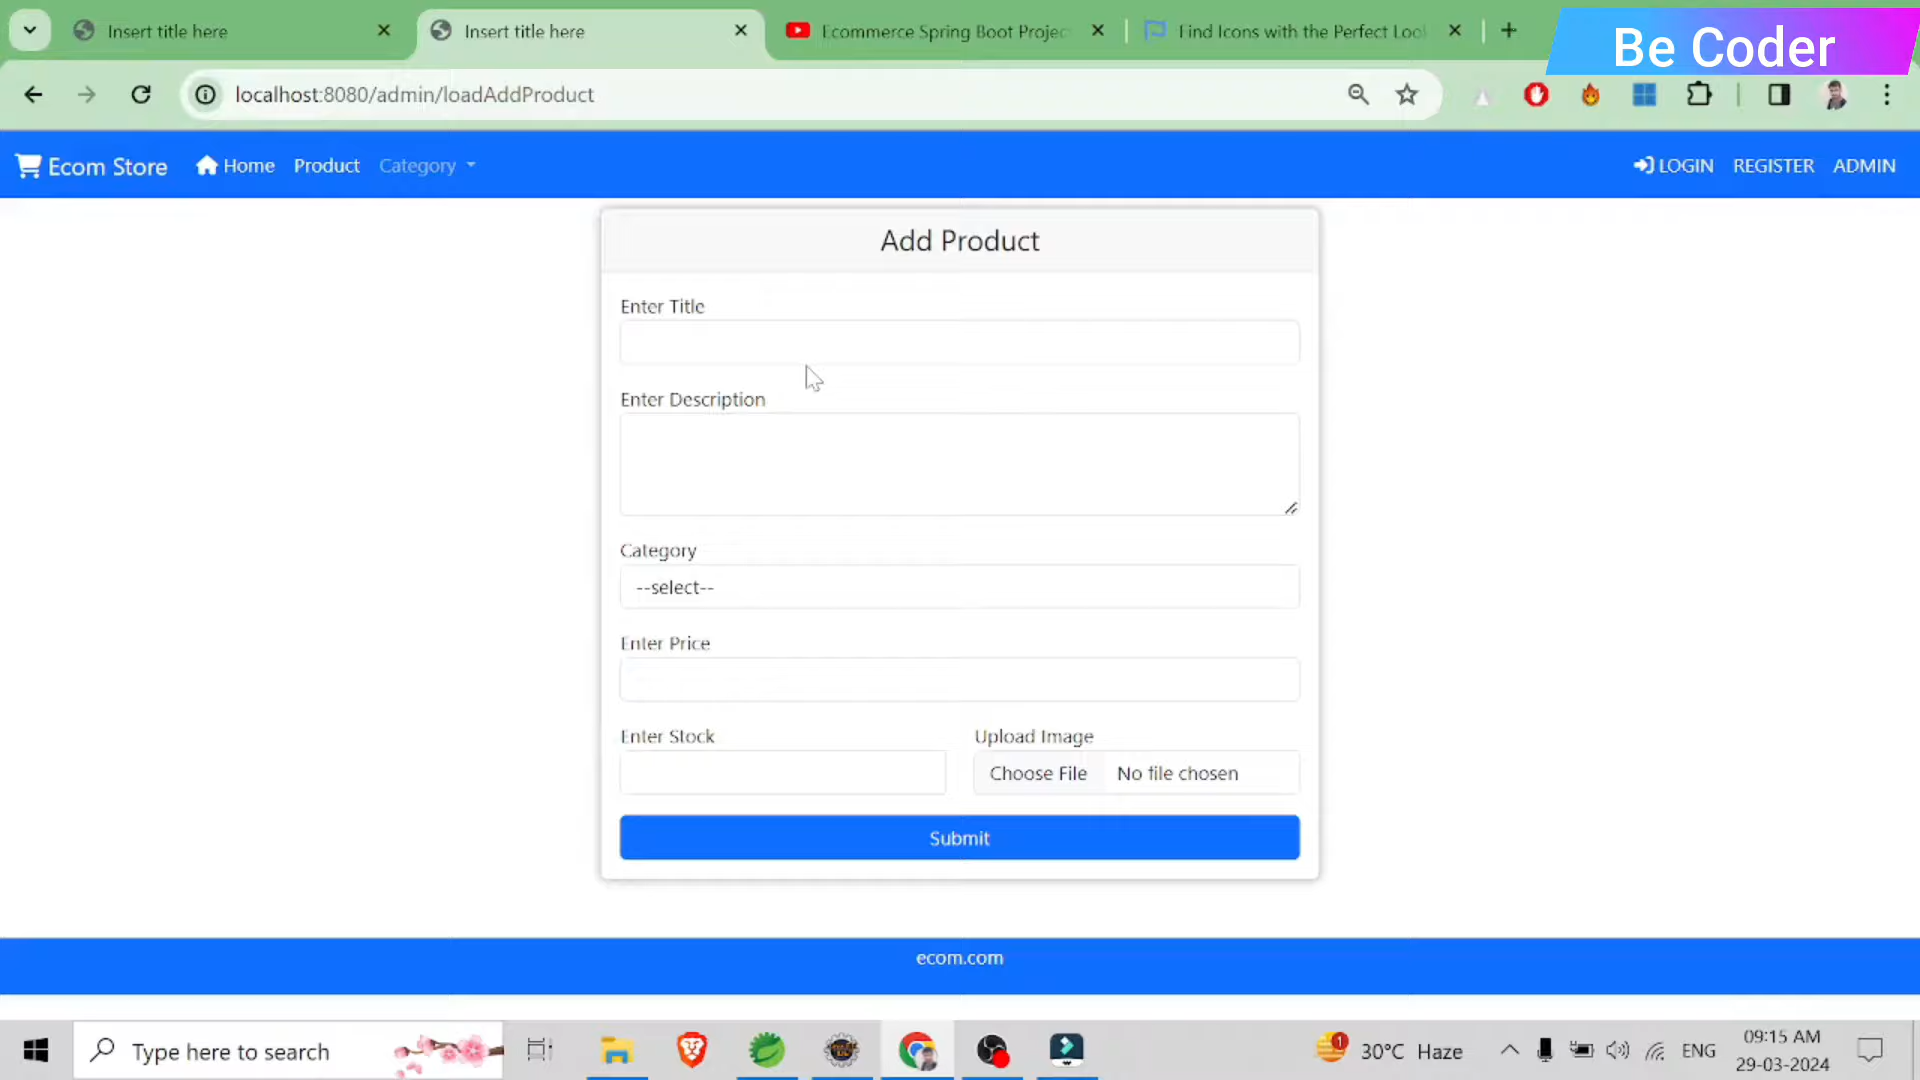 Insert title here
Insert title here
Ecommerce Spring Boot Projec
Find Icons with the Perfect Loo
Be Coder
localhost:8080/admin/loadAddProduct
Ecom Store
Home
Product
Category
LOGIN
REGISTER
ADMIN
Add Product
Enter Title
Enter Description
Category
--select--
Enter Price
Enter Stock
Upload Image
Choose File
No file chosen
Submit
ecom.com
Type here to search
1
30°C Haze
ENG
09:15 AM
29-03-2024